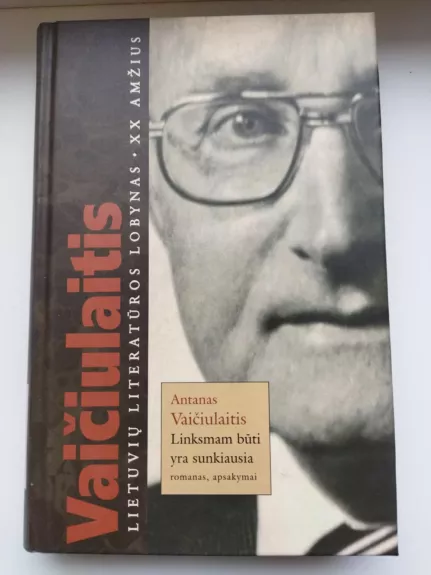 Vaičiulaitis
LIETUVIŲ LITERATŪROS LOBYNAS · XX AMŽIUS
Antanas
Vaičiulaitis
Linksmam būti
yra sunkiausia
romanas, apsakymai